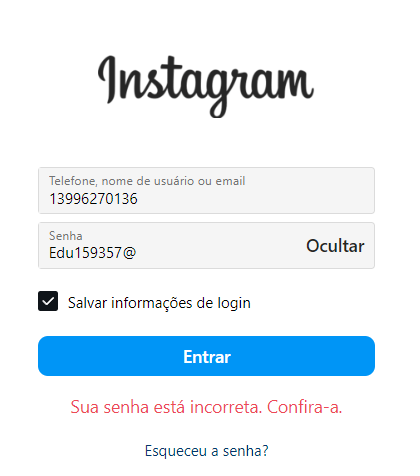 Instagram
Telefone, nome de usuário ou email
13996270136
Senha
Edu159357@
Ocultar
Salvar informações de login
Entrar
Sua senha está incorreta. Confira-a.
Esqueceu a senha?